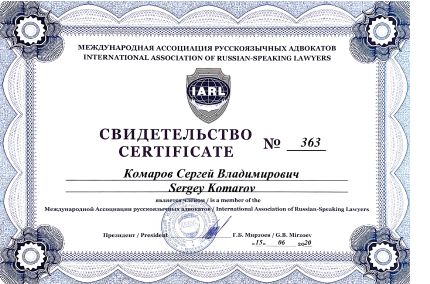 МЕЖДУНАРОДНАЯ АССОЦИАЦИЯ РУССКОЯЗЫЧНЫХ АДВОКАТОВ
INTERNATIONAL ASSOCIATION OF RUSSIAN-SPEAKING LAWYERS
IARL
СВИДЕТЕЛЬСТВО
CERTIFICATE
№ 363
Комаров Сергей Владимирович
Sergey Komarov
является членом / is a member of the
Международной Ассоциации русскоязычных адвокатов / International Association of Russian-Speaking Lawyers
Президент / President Г.Б. Мирзоев / G.B. Mirzoev
„15„ 06 2020